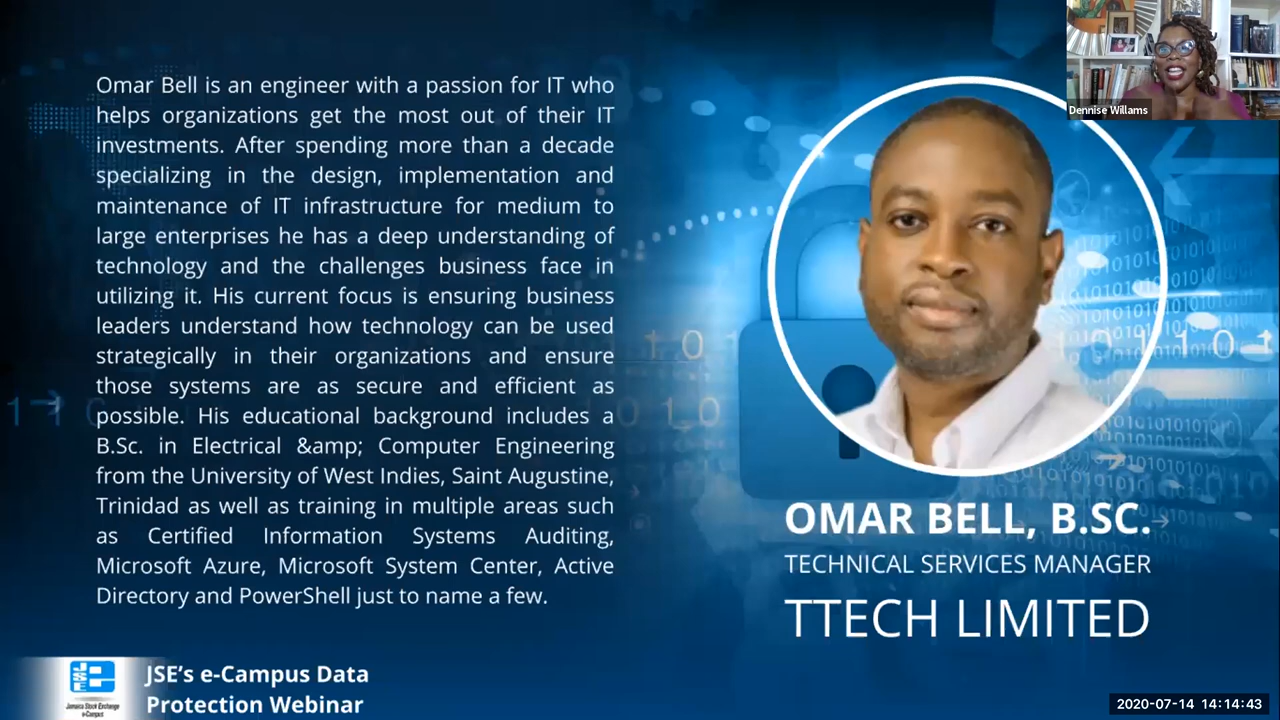 Omar Bell is an engineer with a passion for IT who
helps organizations get the most out of their IT
investments. After spending more than a decade
specializing in the design, implementation and
maintenance of IT infrastructure for medium to
large enterprises he has a deep understanding of
technology and the challenges business face in
utilizing it. His current focus is ensuring business
leaders understand how technology can be used
strategically in their organizations and ensure
those systems are as secure and efficient as
possible. His educational background includes a
B.Sc. in Electrical &amp; Computer Engineering
from the University of West Indies, Saint Augustine,
Trinidad as well as training in multiple areas such
as Certified Information Systems Auditing,
Microsoft Azure, Microsoft System Center, Active
Directory and PowerShell just to name a few.
Dennise Willams
OMAR BELL, B.SC.
TECHNICAL SERVICES MANAGER
TTECH LIMITED
JSE
Jamaica Stock Exchange
e-Campus
JSE's e-Campus Data
Protection Webinar
2020-07-14 14:14:43